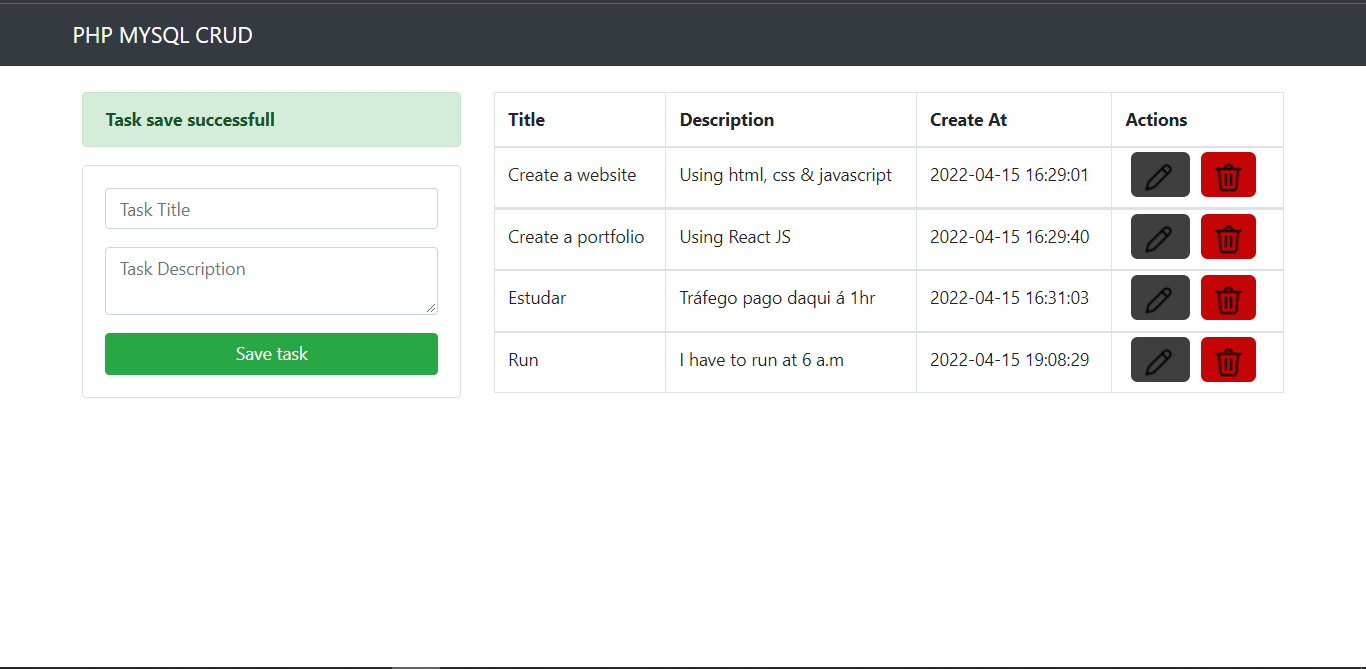 PHP MYSQL CRUD
Task save successfull
Task Title
Task Description
Save task
Title Description Create At Actions
Create a website Using html, css & javascript 2022-04-15 16:29:01
Create a portfolio Using React JS 2022-04-15 16:29:40
Estudar Tráfego pago daqui á 1hr 2022-04-15 16:31:03
Run I have to run at 6 a.m 2022-04-15 19:08:29